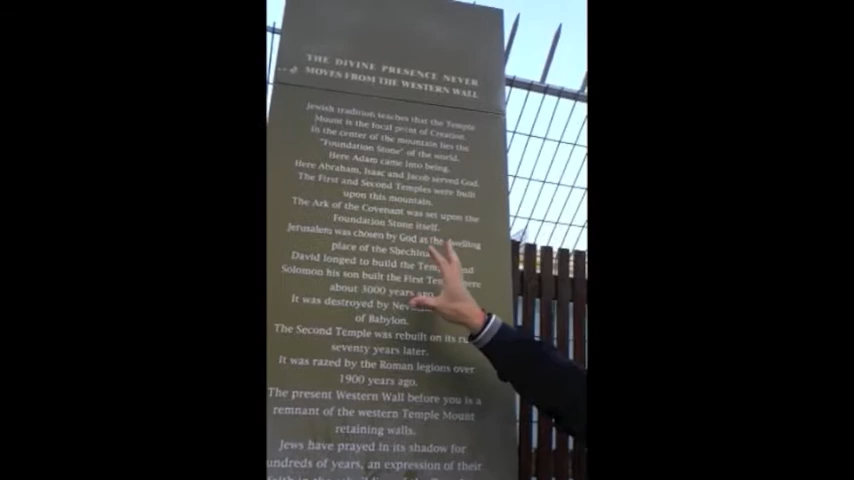 THE DIVINE PRESENCE NEVER
MOVES FROM THE WESTERN WALL
Jewish tradition teaches that the Temple
Mount is the focal point of Creation.
In the center of the mountain lies the
"Foundation Stone" of the world.
Here Adam came into being.
Here Abraham, Isaac and Jacob served God.
The First and Second Temples were built
upon this mountain.
The Ark of the Covenant was set upon the
Foundation Stone itself.
Jerusalem was chosen by God as the dwelling
place of the Shechina
David longed to build the
Solomon his son built the First
about 3000 years ago
It was destroyed by
of Babylon.
The Second Temple was rebuilt on its
seventy years later.
It was razed by the Roman legions over
1900 years ago.
The present Western Wall before you is a
remnant of the western Temple Mount
retaining walls.
Jews have prayed in its shadow for
hundreds of years, an expression of their